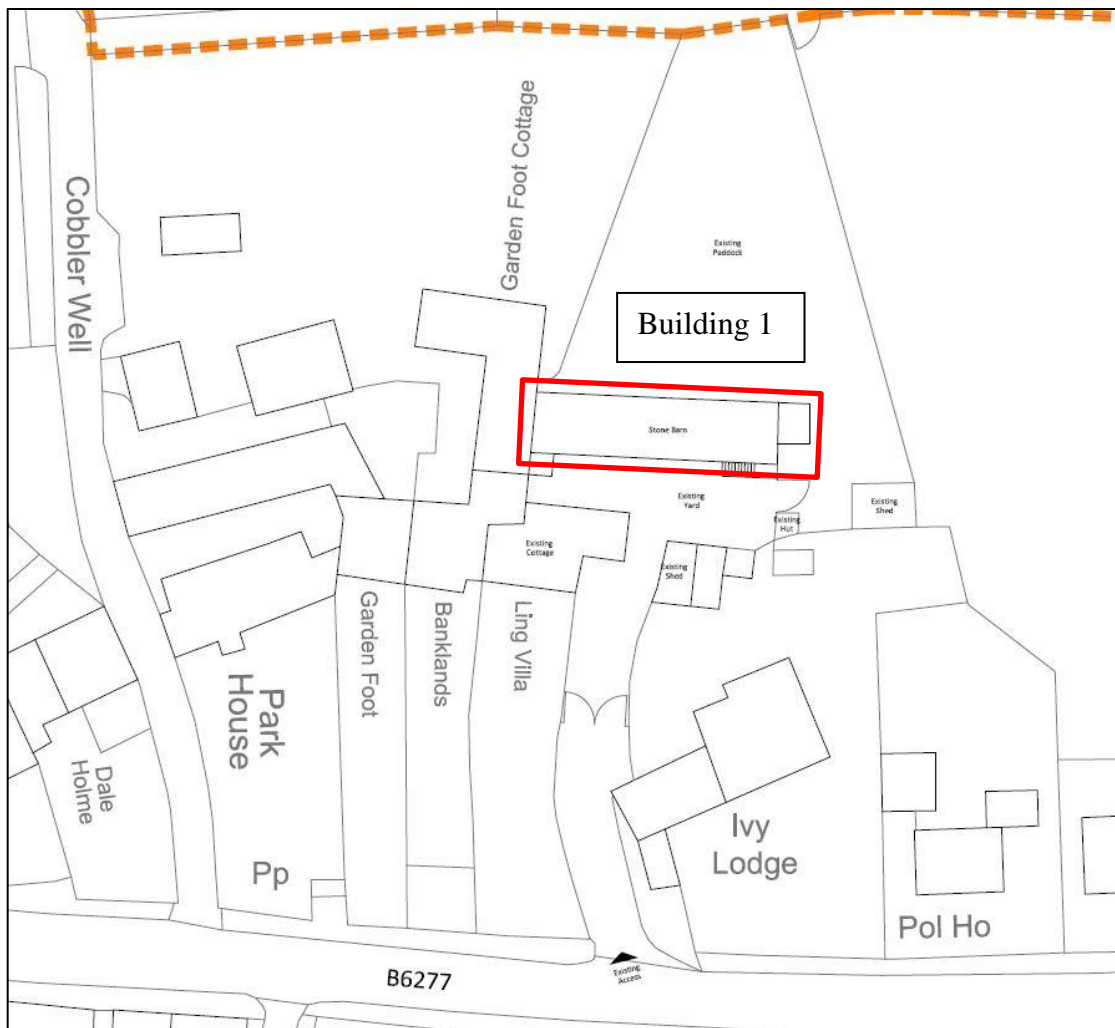 Garden Foot Cottage
Cobbler Well
Existing
Paddock
Building 1
Stone Barn
Existing
Yard
Existing
Shed
Existing
Hut
Existing
Cottage
Existing
Shed
Garden Foot
Banklands
Ling Villa
Park
House
Dale
Holme
Ivy
Lodge
Pp
Pol Ho
B6277
Existing
Access